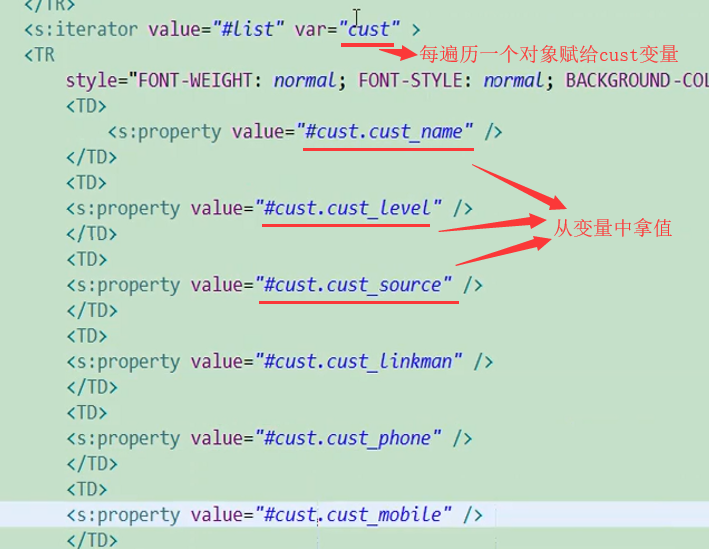 </TR>
<s:iterator value="#list" var="cust" >
每遍历一个对象赋给cust变量
<TR
style="FONT-WEIGHT: normal; FONT-STYLE: normal; BACKGROUND-COL
<TD>
<s:property value="#cust.cust_name" />
</TD>
<TD>
<s:property value="#cust.cust_level" />
从变量中拿值
</TD>
<TD>
<s:property value="#cust.cust_source" />
</TD>
<TD>
<s:property value="#cust.cust_linkman" />
</TD>
<TD>
<s:property value="#cust.cust_phone" />
</TD>
<TD>
<s:property value="#cust.cust_mobile" />
</TD>